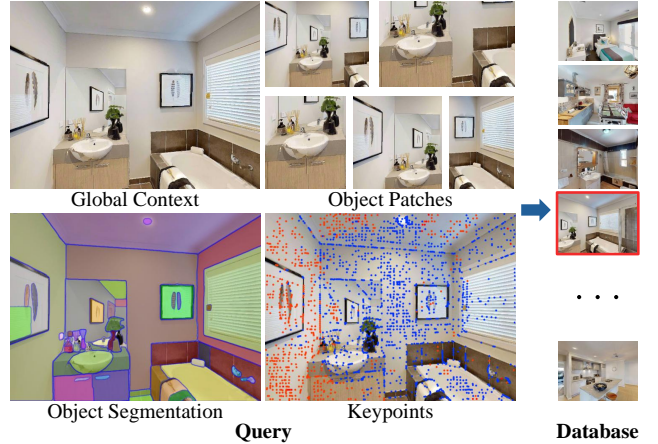 Global Context
Object Patches
. . .
Object Segmentation
Keypoints
Query
Database